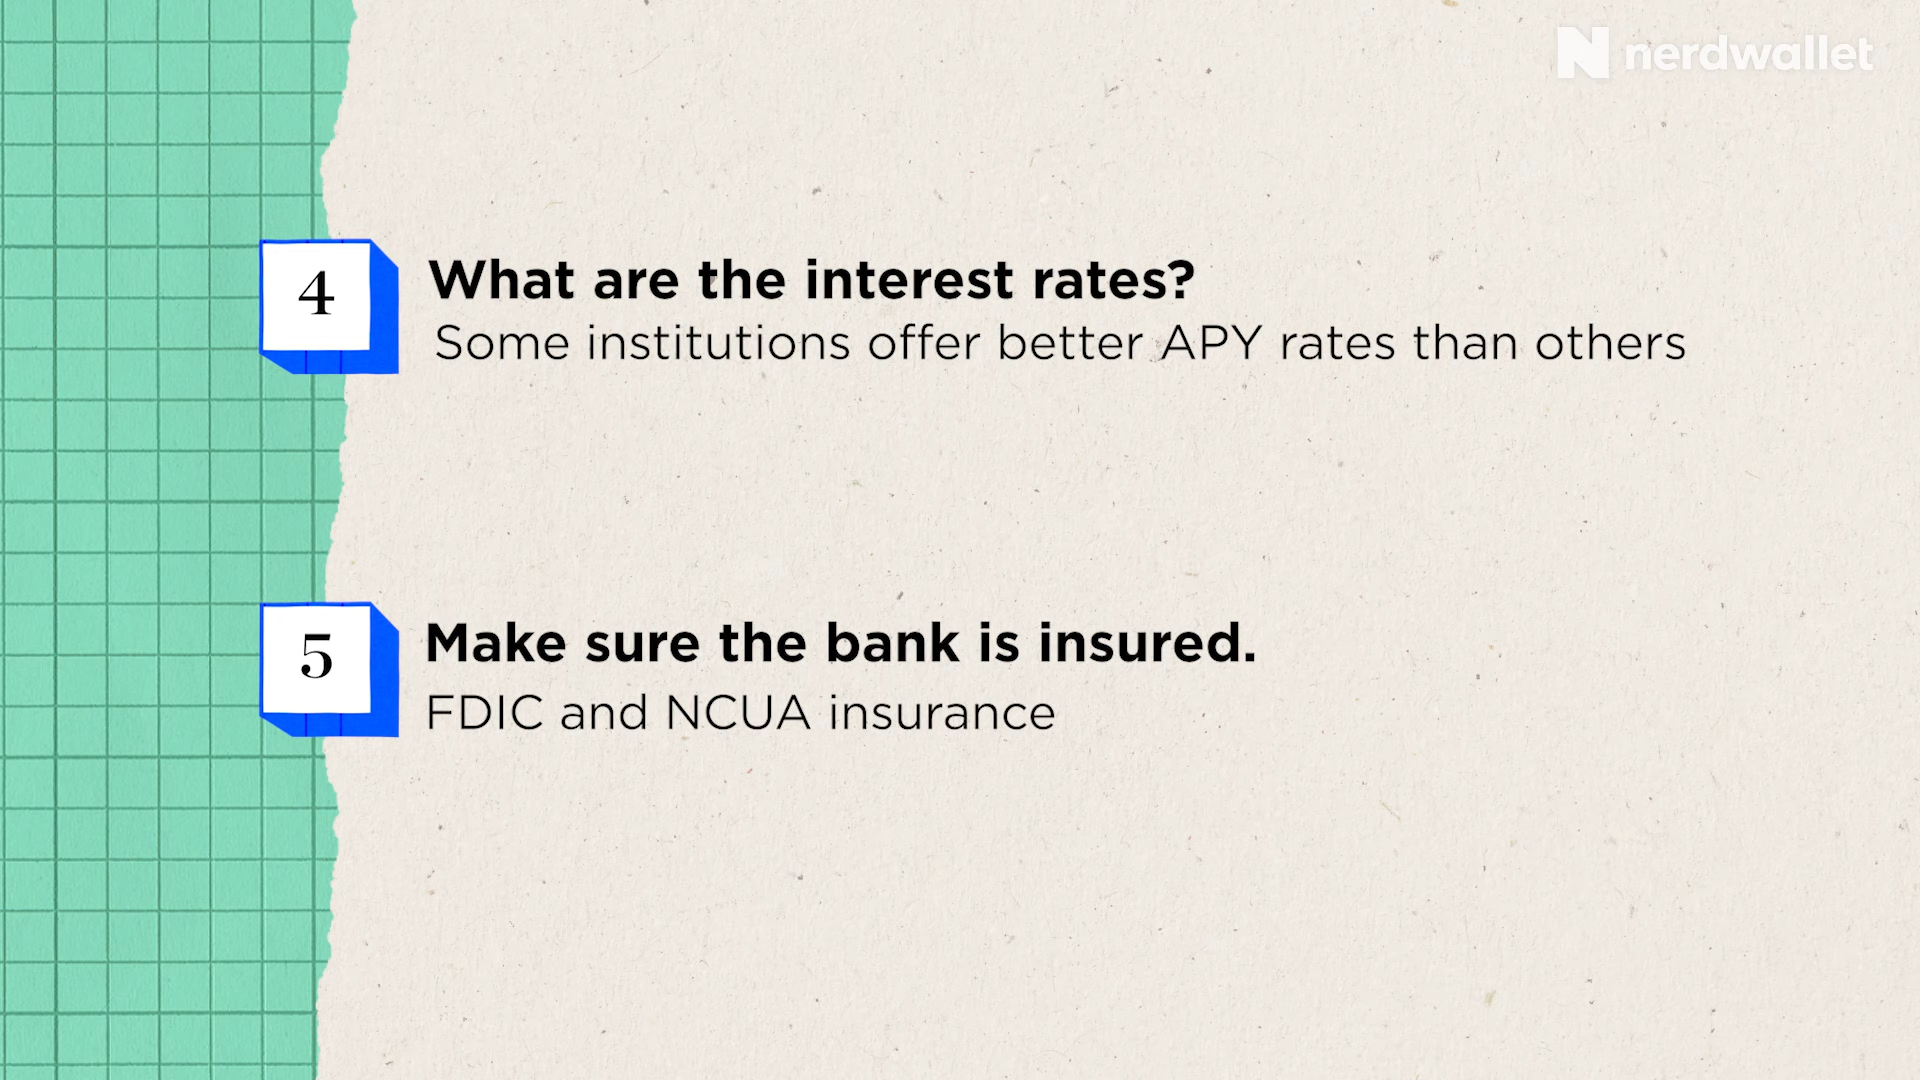 nerdwallet
4
What are the interest rates?
Some institutions offer better APY rates than others
5
Make sure the bank is insured.
FDIC and NCUA insurance